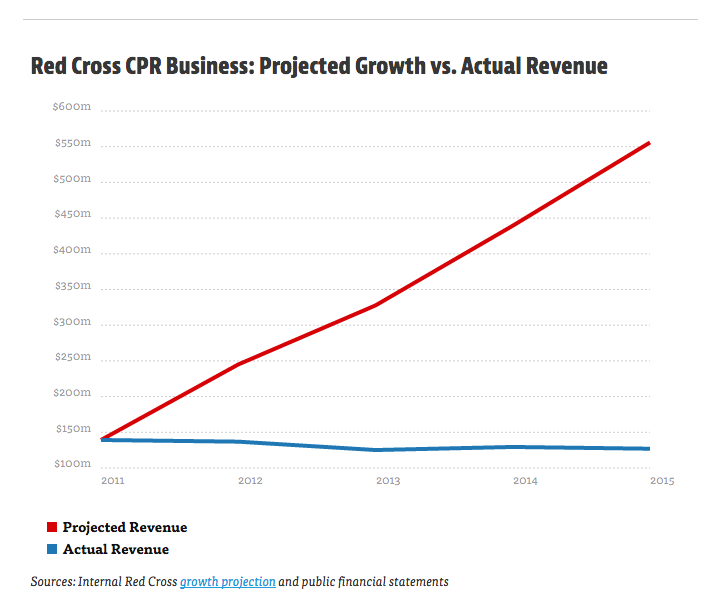 Red Cross CPR Business: Projected Growth vs. Actual Revenue
$600m
$550m
$500m
$450m
$400m
$350m
$300m
$250m
$200m
$150m
$100m
2011 2012 2013 2014 2015
Projected Revenue
Actual Revenue
Sources: Internal Red Cross growth projection and public financial statements